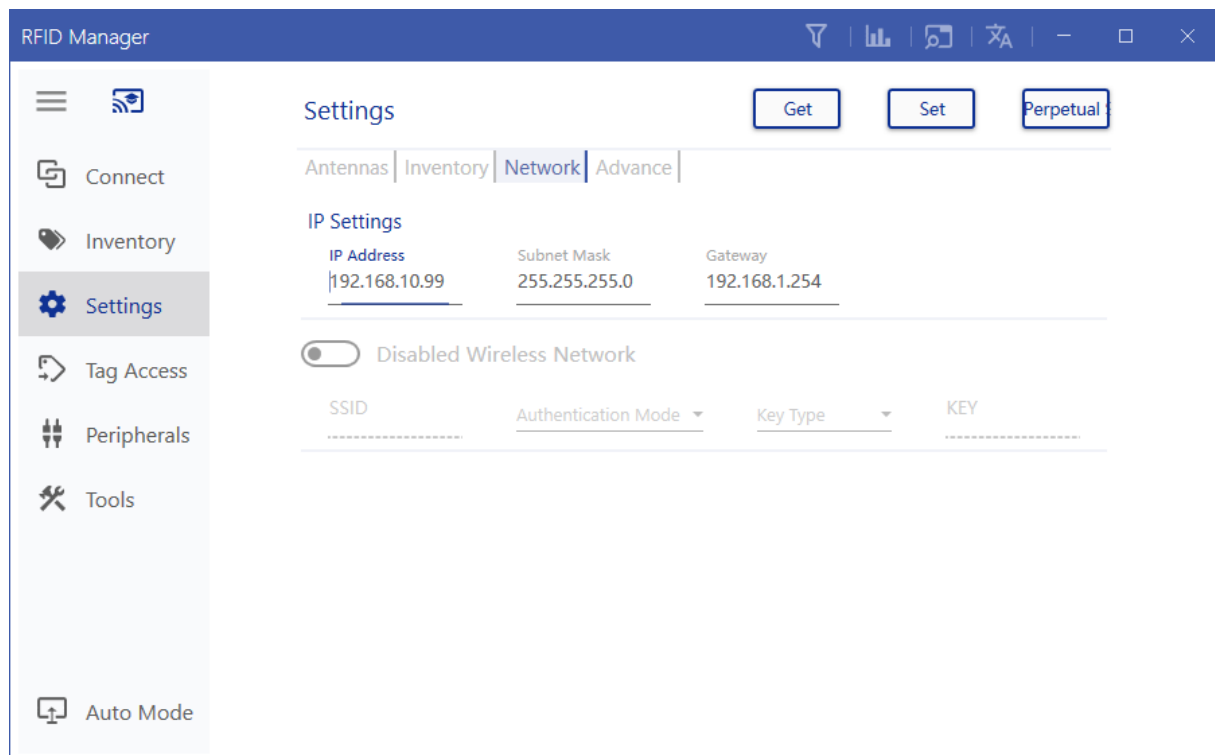 RFID Manager
Settings
Get
Set
Perpetual
Connect
Inventory
Settings
Tag Access
Peripherals
Tools
Auto Mode
Antennas Inventory Network Advance
IP Settings
IP Address Subnet Mask Gateway
192.168.10.99 255.255.255.0 192.168.1.254
Disabled Wireless Network
SSID Authentication Mode Key Type KEY